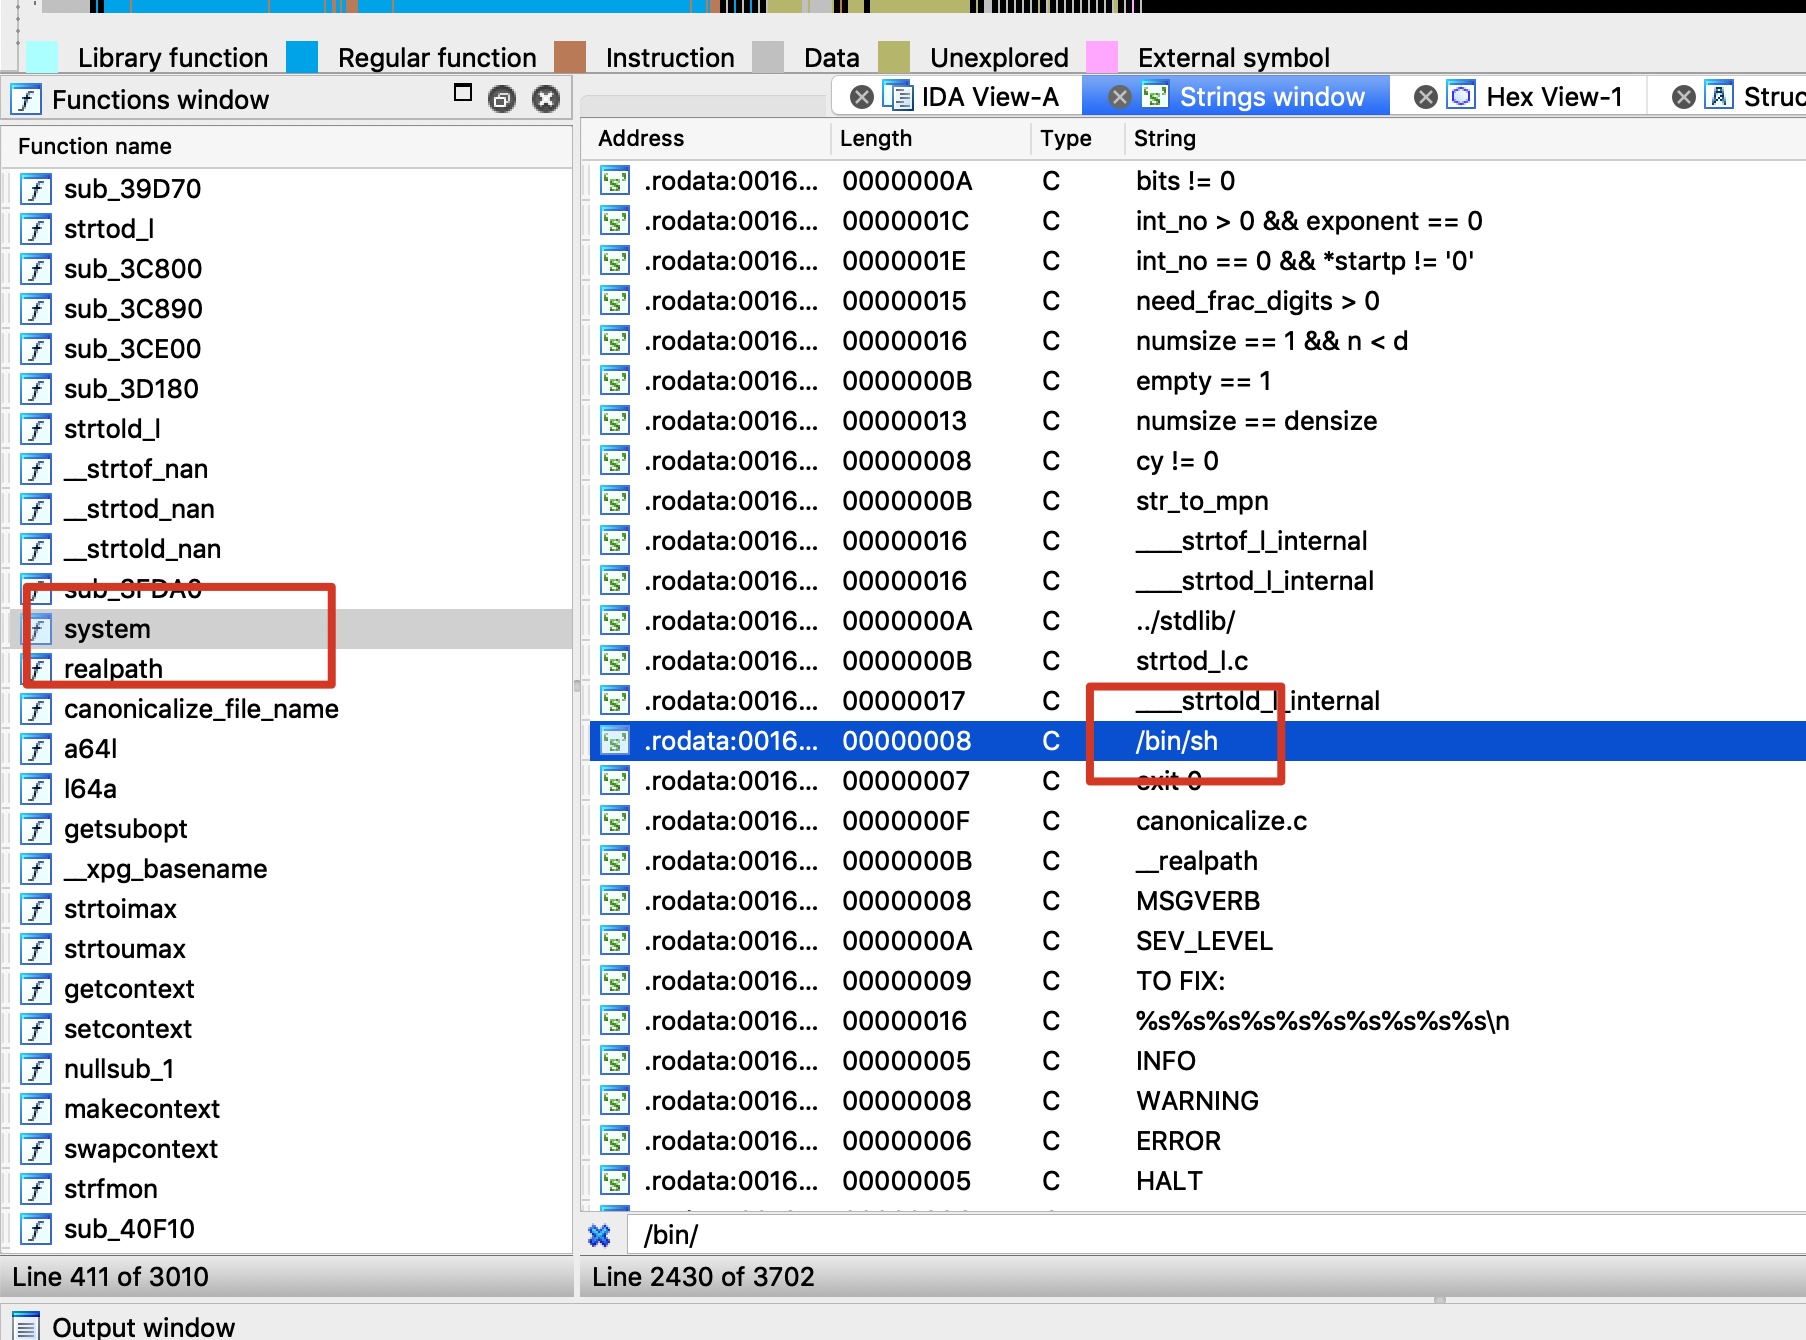 Library function Regular function Instruction Data Unexplored External symbol
Functions window
IDA View-A Strings window Hex View-1 Struc
Function name
sub_39D70
strtod_l
sub_3C800
sub_3C890
sub_3CE00
sub_3D180
strtold_l
__strtof_nan
__strtod_nan
__strtold_nan
sub_3FDA0
system
realpath
canonicalize_file_name
a64l
l64a
getsubopt
__xpg_basename
strtoimax
strtoumax
getcontext
setcontext
nullsub_1
makecontext
swapcontext
strfmon
sub_40F10
Line 411 of 3010
Address Length Type String
.rodata:0016... 0000000A C bits != 0
.rodata:0016... 0000001C C int_no > 0 && exponent == 0
.rodata:0016... 0000001E C int_no == 0 && *startp != '0'
.rodata:0016... 00000015 C need_frac_digits > 0
.rodata:0016... 00000016 C numsize == 1 && n < d
.rodata:0016... 0000000B C empty == 1
.rodata:0016... 00000013 C numsize == densize
.rodata:0016... 00000008 C cy != 0
.rodata:0016... 0000000B C str_to_mpn
.rodata:0016... 00000016 C ____strtof_l_internal
.rodata:0016... 00000016 C ____strtod_l_internal
.rodata:0016... 0000000A C ../stdlib/
.rodata:0016... 0000000B C strtod_l.c
.rodata:0016... 00000017 C ____strtold_l_internal
.rodata:0016... 00000008 C /bin/sh
.rodata:0016... 00000007 C exit 0
.rodata:0016... 0000000F C canonicalize.c
.rodata:0016... 0000000B C __realpath
.rodata:0016... 00000008 C MSGVERB
.rodata:0016... 0000000A C SEV_LEVEL
.rodata:0016... 00000009 C TO FIX:
.rodata:0016... 00000016 C %s%s%s%s%s%s%s%s%s%s\n
.rodata:0016... 00000005 C INFO
.rodata:0016... 00000008 C WARNING
.rodata:0016... 00000006 C ERROR
.rodata:0016... 00000005 C HALT
/bin/
Line 2430 of 3702
Output window